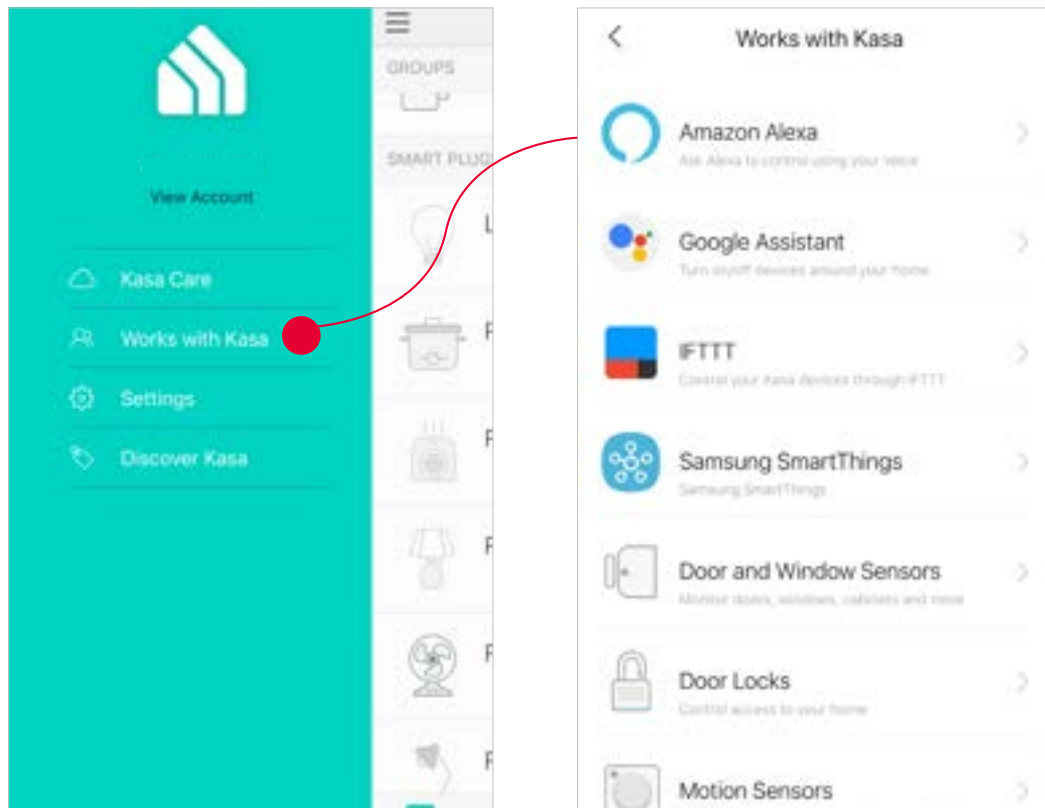 View Account
Kasa Care
Works with Kasa
Settings
Discover Kasa
GROUPS
SMART PLUG
L
F
F
F
F
F
Works with Kasa
Amazon Alexa
Ask Alexa to control using your voice
Google Assistant
Turn on/off devices around your home
IFTTT
Control your Kasa devices through IFTTT
Samsung SmartThings
Samsung SmartThings
Door and Window Sensors
Monitor doors, windows, cabinets and more
Door Locks
Control access to your home
Motion Sensors